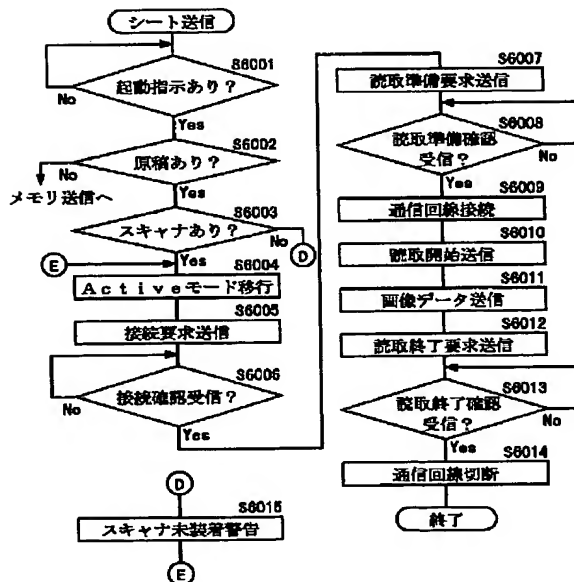 シート送信
S6001
起動指示あり？
No
Yes
S6002
原稿あり？
No
メモリ送信へ
Yes
S6003
スキャナあり？
No
D
E
Yes
S6004
Activeモード移行
S6005
接続要求送信
S6006
接続確認受信？
No
Yes
D
S6015
スキャナ未装着警告
E
S6007
読取準備要求送信
S6008
読取準備確認
受信？
No
Yes
S6009
通信回線接続
S6010
読取開始送信
S6011
画像データ送信
S6012
読取終了要求送信
S6013
読取終了確認
受信？
No
Yes
S6014
通信回線切断
終了